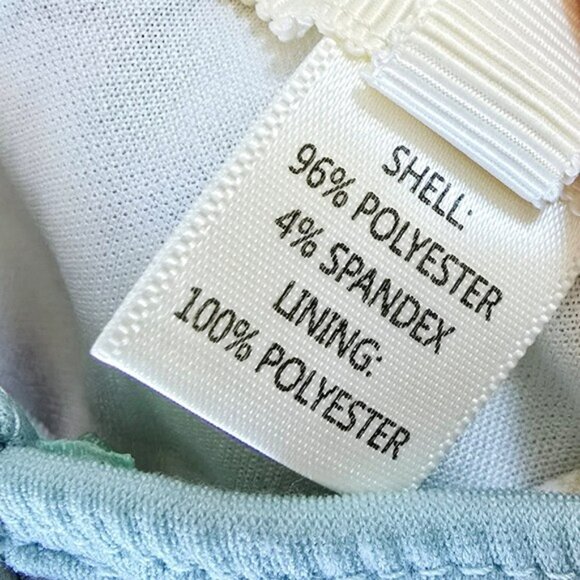 SHELL:
96% POLYESTER
4% SPANDEX
LINING:
100% POLYESTER